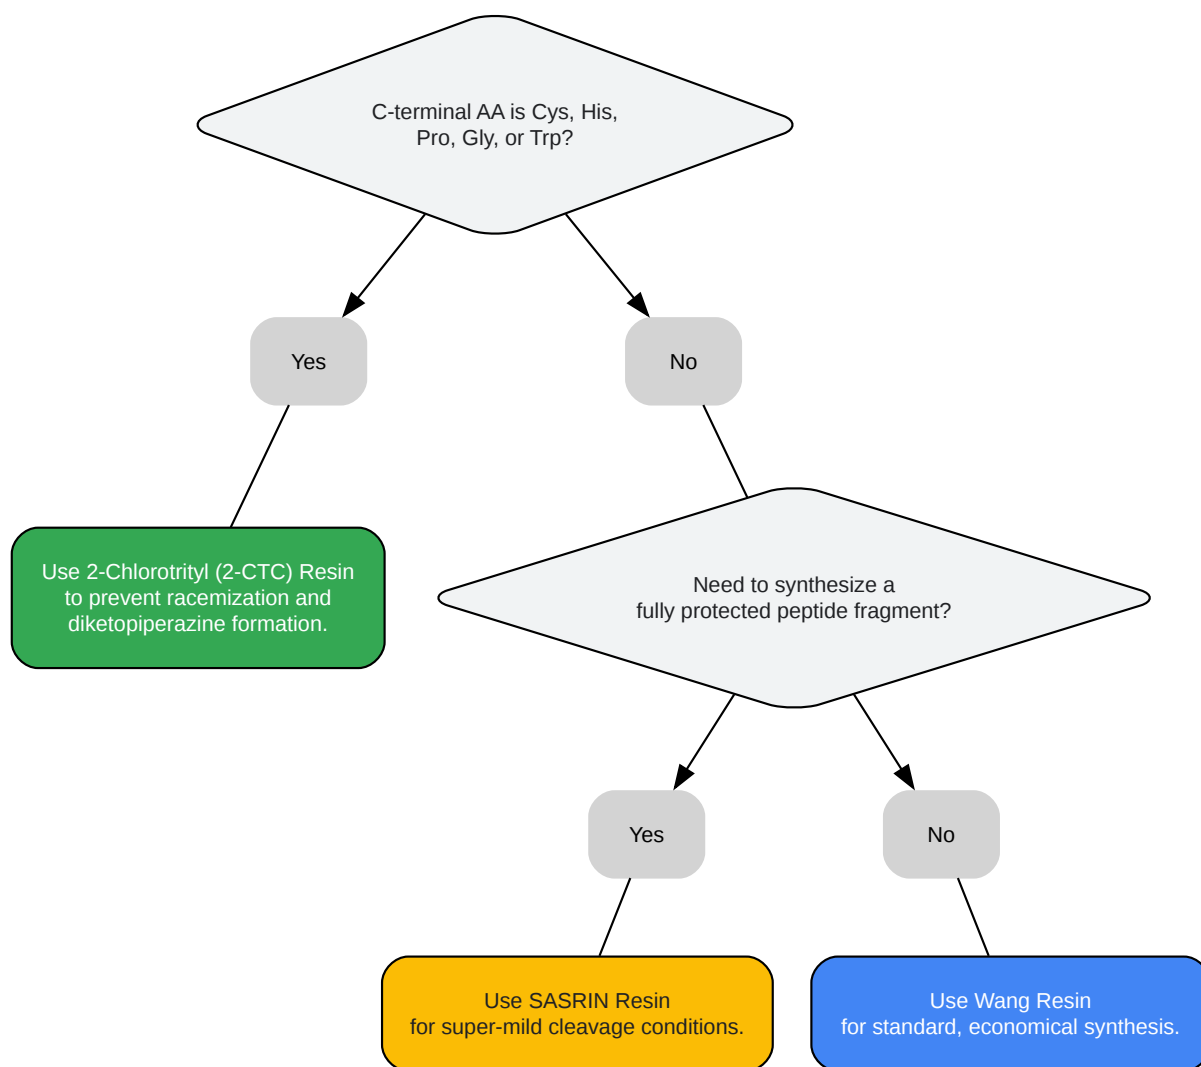 C-terminal AA is Cys, His,
Pro, Gly, or Trp?
Yes
No
Use 2-Chlorotrityl (2-CTC) Resin
to prevent racemization and
diketopiperazine formation.
Need to synthesize a
fully protected peptide fragment?
Yes
No
Use SASRIN Resin
for super-mild cleavage conditions.
Use Wang Resin
for standard, economical synthesis.